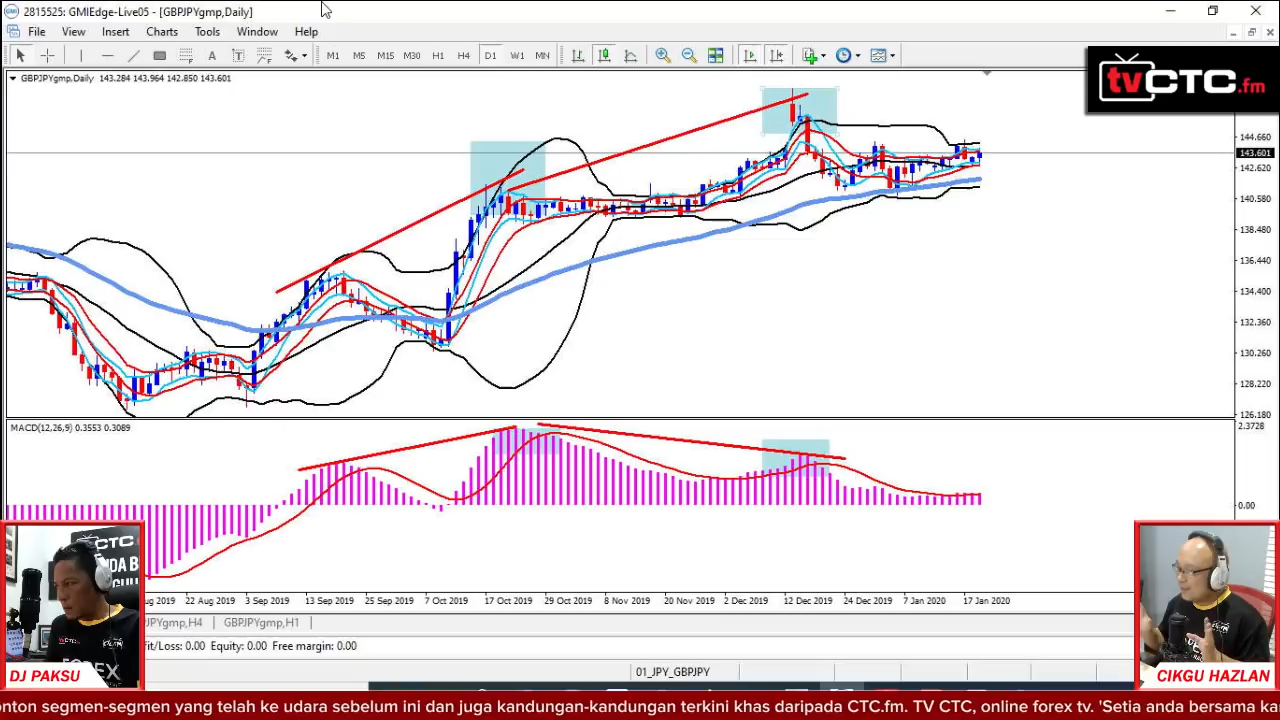 2815525: GMIEdge-Live05 - [GBPJPYgmp,Daily]
File View Insert Charts Tools Window Help
M1 M5 M15 M30 H1 H4 D1 W1 MN
GBPJPYgmp,Daily 143.284 143.964 142.850 143.601
tvCTC.fm
144.660
143.601
142.620
140.580
138.480
136.440
134.400
132.360
130.260
128.220
126.180
MACD(12,26,9) 0.3553 0.3089
2.3728
0.00
CTC
NDA B
GUU
Aug 2019 22 Aug 2019 3 Sep 2019 13 Sep 2019 25 Sep 2019 7 Oct 2019 17 Oct 2019 29 Oct 2019 8 Nov 2019 20 Nov 2019 2 Dec 2019 12 Dec 2019 24 Dec 2019 7 Jan 2020 17 Jan 2020
PYgmp,H4 GBPJPYgmp,H1
fit/Loss: 0.00 Equity: 0.00 Free margin: 0.00
01_JPY_GBPJPY
FOREX
DJ PAKSU
CIKGU HAZLAN
onton segmen-segmen yang telah ke udara sebelum ini dan juga kandungan-kandungan terkini khas daripada CTC.fm. TV CTC, online forex tv. 'Setia anda bersama ka